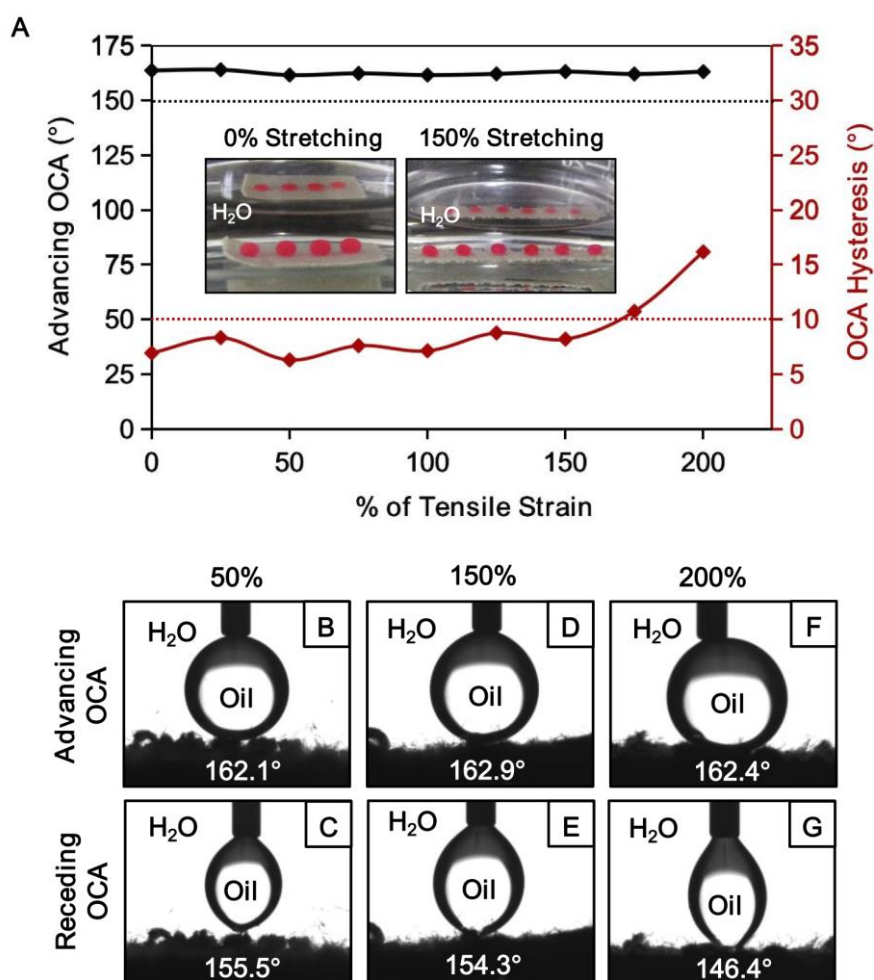 A
175
150
125
100
75
50
25
0
Advancing OCA (°)
35
30
25
20
15
10
5
0
OCA Hysteresis (°)
0% Stretching
150% Stretching
H₂O
H₂O
0
50
100
150
200
% of Tensile Strain
50%
150%
200%
Advancing
OCA
H₂O
B
Oil
162.1°
H₂O
D
Oil
162.9°
H₂O
F
Oil
162.4°
Receding
OCA
H₂O
C
Oil
155.5°
H₂O
E
Oil
154.3°
H₂O
G
Oil
146.4°